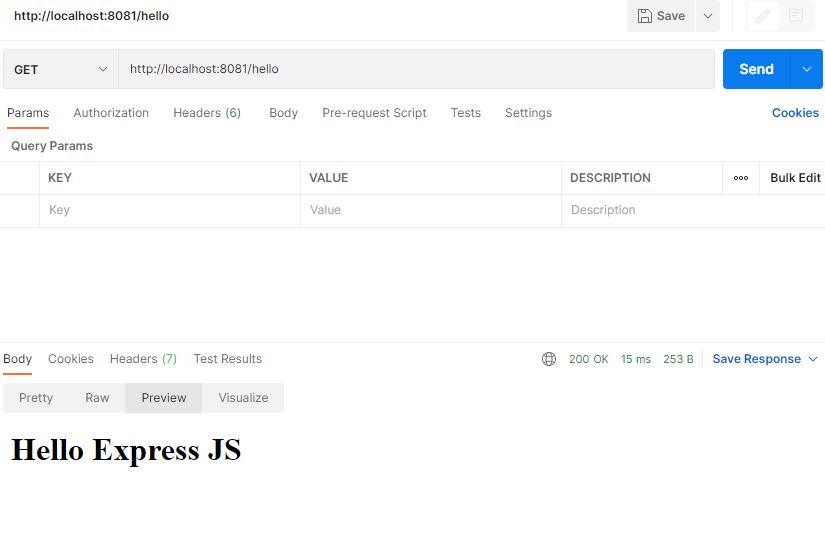 http://localhost:8081/hello Save
GET http://localhost:8081/hello Send
Params Authorization Headers (6) Body Pre-request Script Tests Settings Cookies
Query Params
KEY VALUE DESCRIPTION Bulk Edit
Key Value Description
Body Cookies Headers (7) Test Results 200 OK 15 ms 253 B Save Response
Pretty Raw Preview Visualize
Hello Express JS